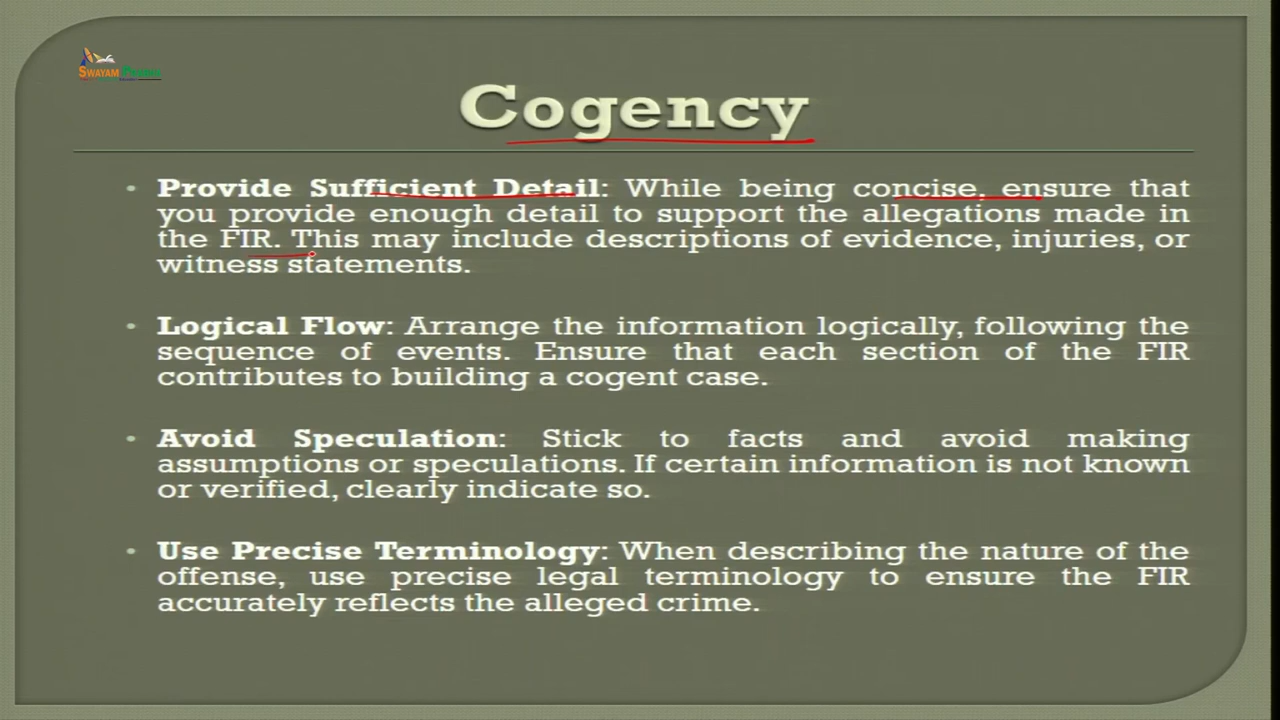 SWAYAM PRABHA
Cogency
• Provide Sufficient Detail: While being concise, ensure that
you provide enough detail to support the allegations made in
the FIR. This may include descriptions of evidence, injuries, or
witness statements.
• Logical Flow: Arrange the information logically, following the
sequence of events. Ensure that each section of the FIR
contributes to building a cogent case.
• Avoid Speculation: Stick to facts and avoid making
assumptions or speculations. If certain information is not known
or verified, clearly indicate so.
• Use Precise Terminology: When describing the nature of the
offense, use precise legal terminology to ensure the FIR
accurately reflects the alleged crime.